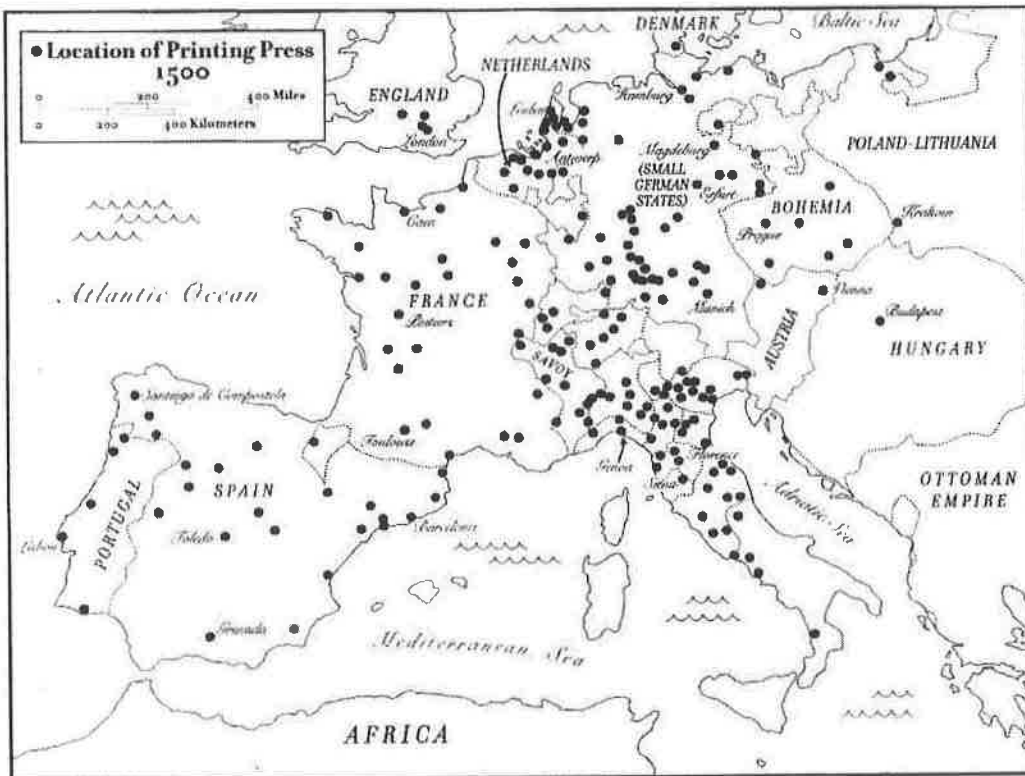 Location of Printing Press
1500
0 200 400 Miles
0 200 400 Kilometers
DENMARK
Baltic Sea
NETHERLANDS
ENGLAND
London
Hamburg
Antwerp
Magdeburg
(SMALL
GERMAN
STATES)
Erfurt
POLAND-LITHUANIA
BOHEMIA
Prague
Krakow
Caen
Atlantic Ocean
FRANCE
Poitiers
Munich
Vienna
AUSTRIA
Budapest
HUNGARY
SAVOY
Santiago de Compostela
Toulouse
Genoa
Florence
Siena
OTTOMAN
EMPIRE
Adriatic Sea
SPAIN
PORTUGAL
Lisbon
Toledo
Barcelona
Granada
Mediterranean Sea
AFRICA